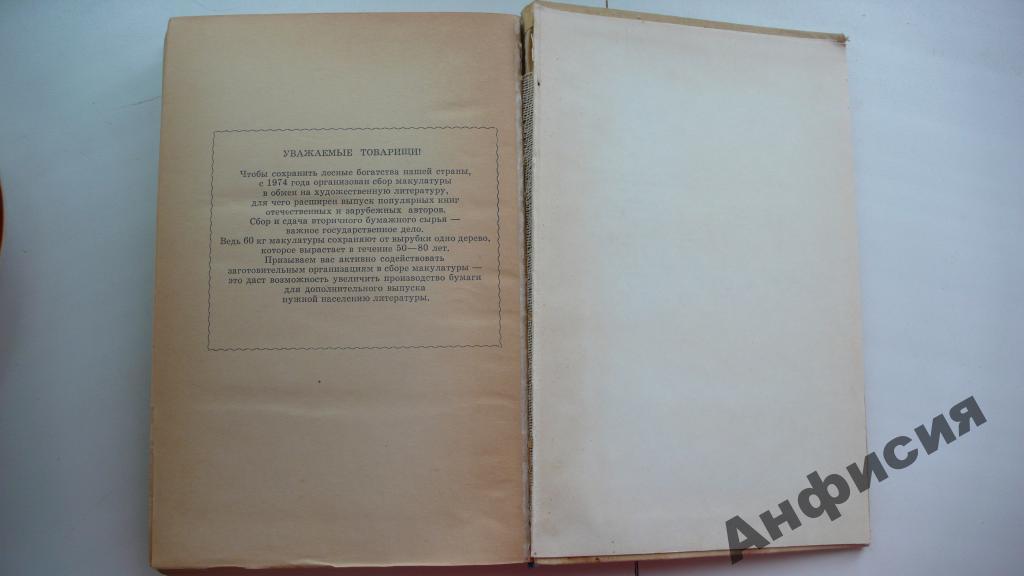 УВАЖАЕМЫЕ ТОВАРИЩИ!
Чтобы сохранить лесные богатства нашей страны,
с 1974 года организован сбор макулатуры
в обмен на художественную литературу,
для чего расширен выпуск популярных книг
отечественных и зарубежных авторов.
Сбор и сдача вторичного бумажного сырья —
важное государственное дело.
Ведь 60 кг макулатуры сохраняют от вырубки одно дерево,
которое вырастает в течение 50—80 лет.
Призываем вас активно содействовать
заготовительным организациям в сборе макулатуры —
это даст возможность увеличить производство бумаги
для дополнительного выпуска
нужной населению литературы.
Анфисия